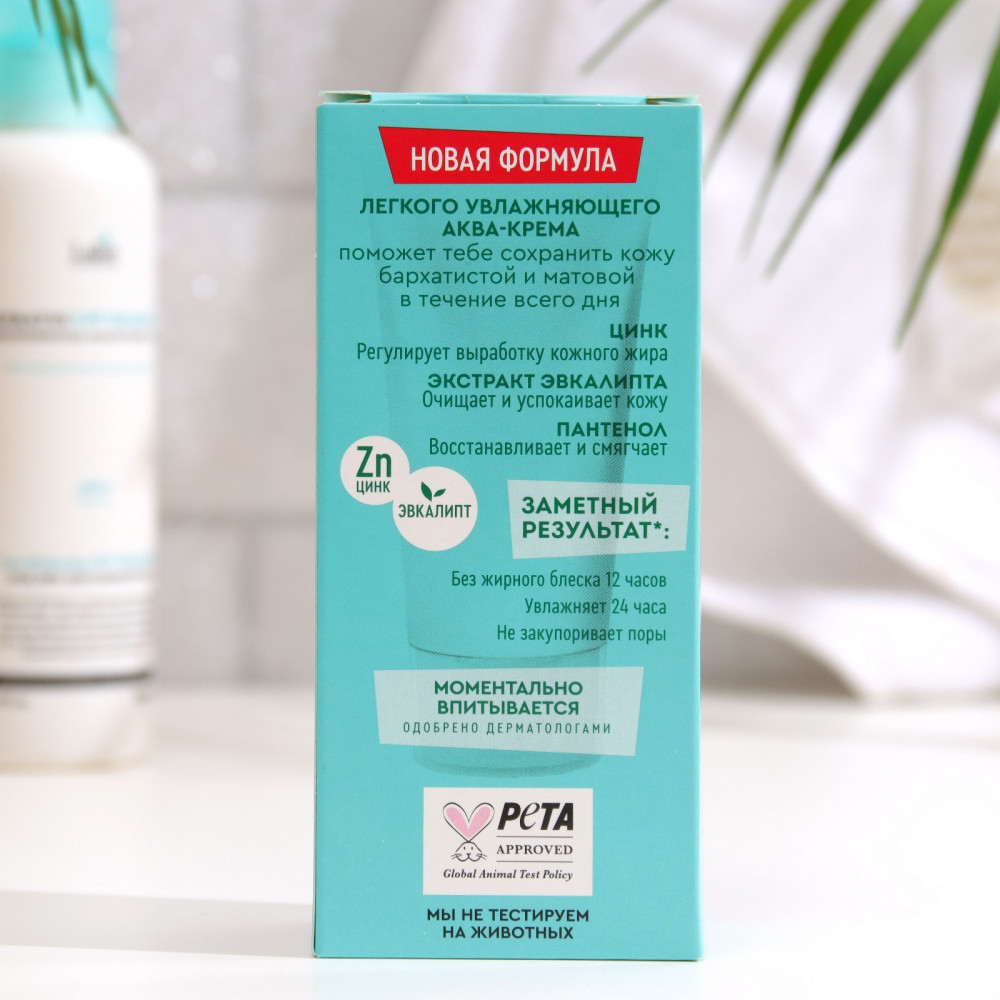 НОВАЯ ФОРМУЛА
ЛЕГКОГО УВЛАЖНЯЮЩЕГО
АКВА-КРЕМА
поможет тебе сохранить кожу
бархатистой и матовой
в течение всего дня
ЦИНК
Регулирует выработку кожного жира
ЭКСТРАКТ ЭВКАЛИПТА
Очищает и успокаивает кожу
ПАНТЕНОЛ
Восстанавливает и смягчает
Zn
ЦИНК
ЭВКАЛИПТ
ЗАМЕТНЫЙ
РЕЗУЛЬТАТ*:
Без жирного блеска 12 часов
Увлажняет 24 часа
Не закупоривает поры
МОМЕНТАЛЬНО
ВПИТЫВАЕТСЯ
ОДОБРЕНО ДЕРМАТОЛОГАМИ
PeTA
APPROVED
Global Animal Test Policy
МЫ НЕ ТЕСТИРУЕМ
НА ЖИВОТНЫХ